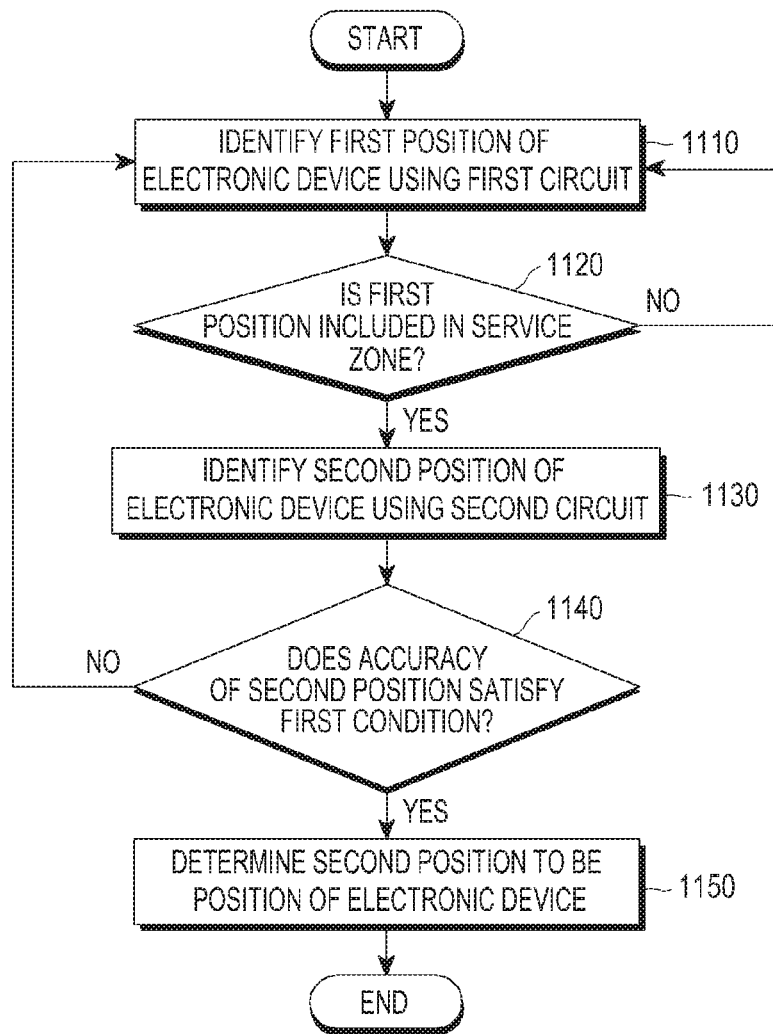 START
IDENTIFY FIRST POSITION OF
ELECTRONIC DEVICE USING FIRST CIRCUIT
1110
1120
IS FIRST
POSITION INCLUDED IN SERVICE
ZONE?
NO
YES
IDENTIFY SECOND POSITION OF
ELECTRONIC DEVICE USING SECOND CIRCUIT
1130
1140
NO
DOES ACCURACY
OF SECOND POSITION SATISFY
FIRST CONDITION?
YES
DETERMINE SECOND POSITION TO BE
POSITION OF ELECTRONIC DEVICE
1150
END